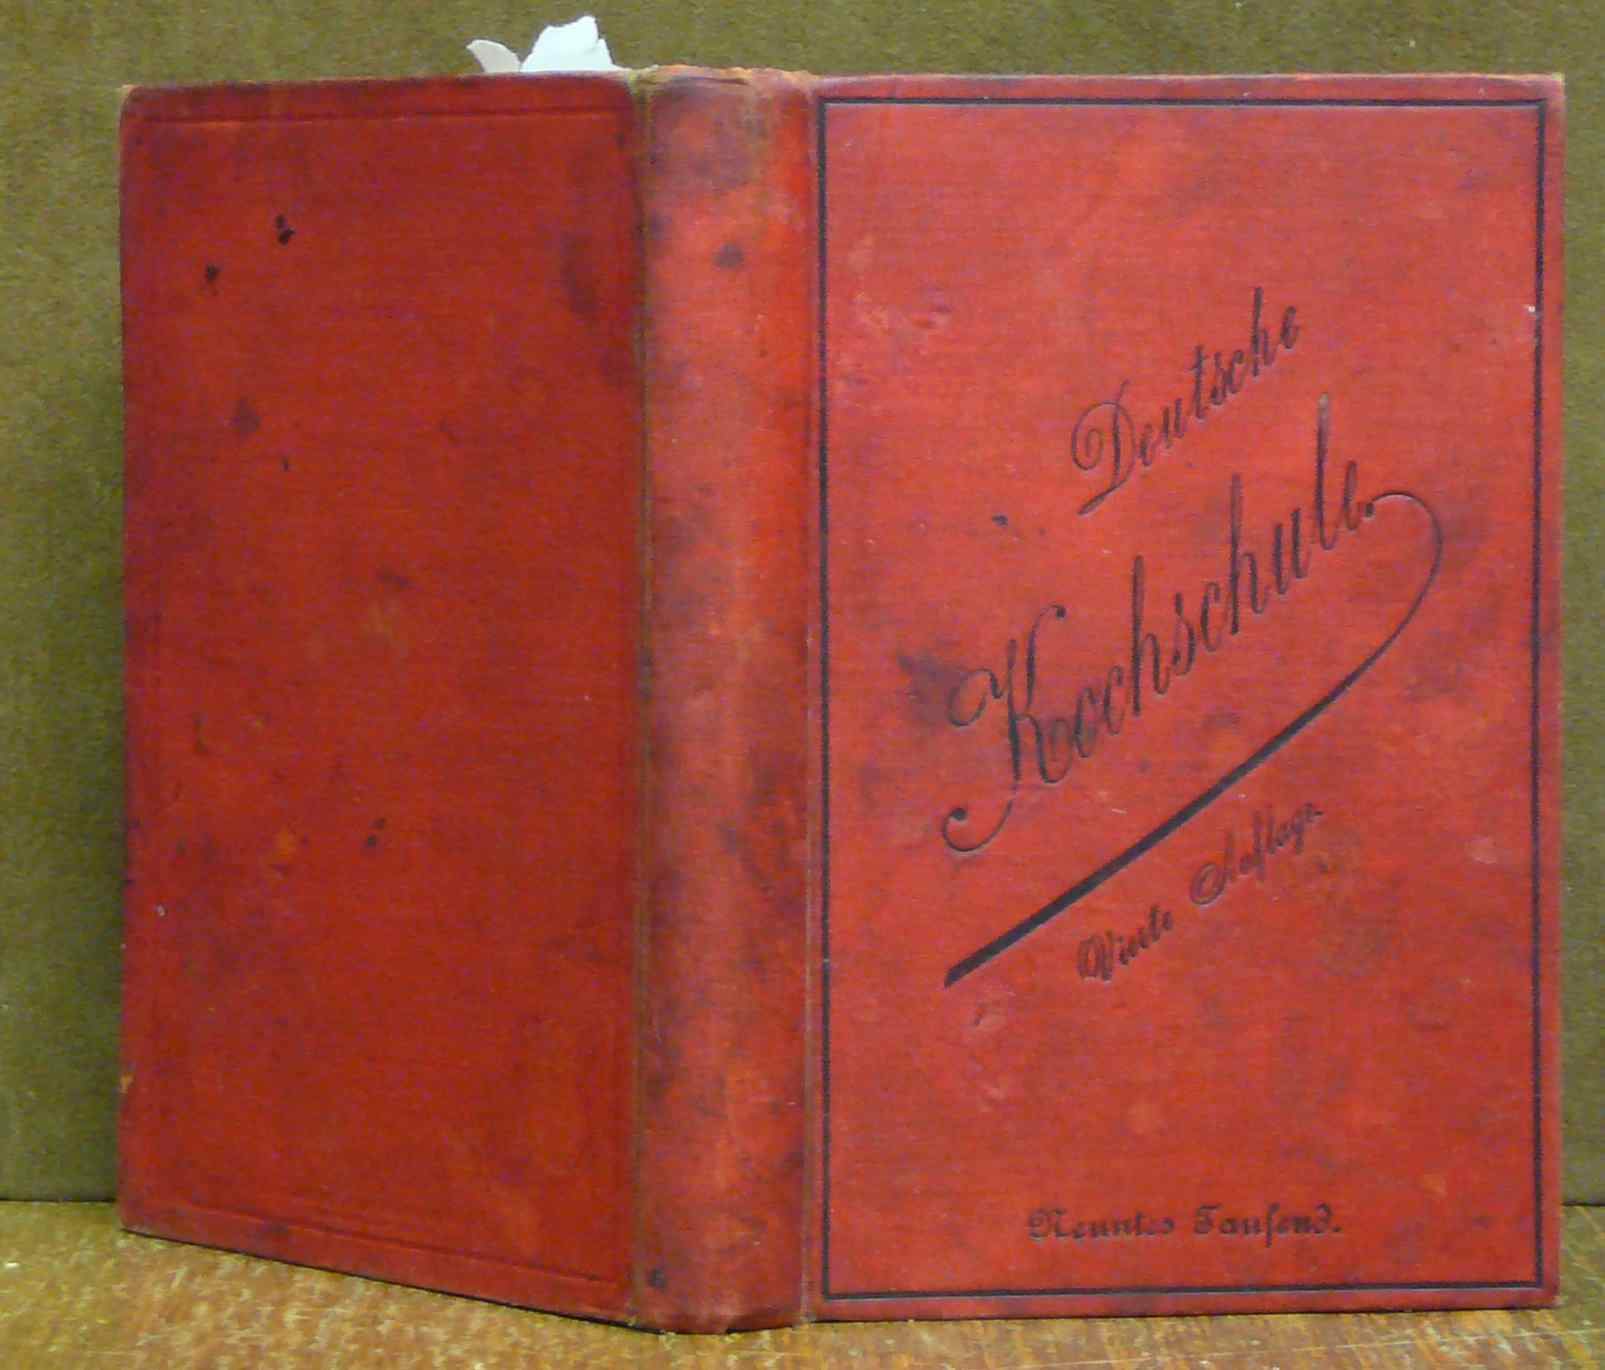 Deutsche
Kochschule.
Vierte Auflage.
Neuntes Tausend.